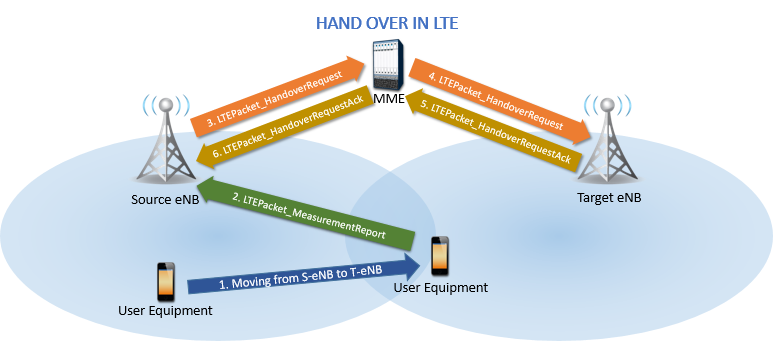 HAND OVER IN LTE
MME
3. LTEPacket_HandoverRequest
4. LTEPacket_HandoverRequest
5. LTEPacket_HandoverRequestAck
6. LTEPacket_HandoverRequestAck
Source eNB
Target eNB
2. LTEPacket_MeasurementReport
1. Moving from S-eNB to T-eNB
User Equipment
User Equipment